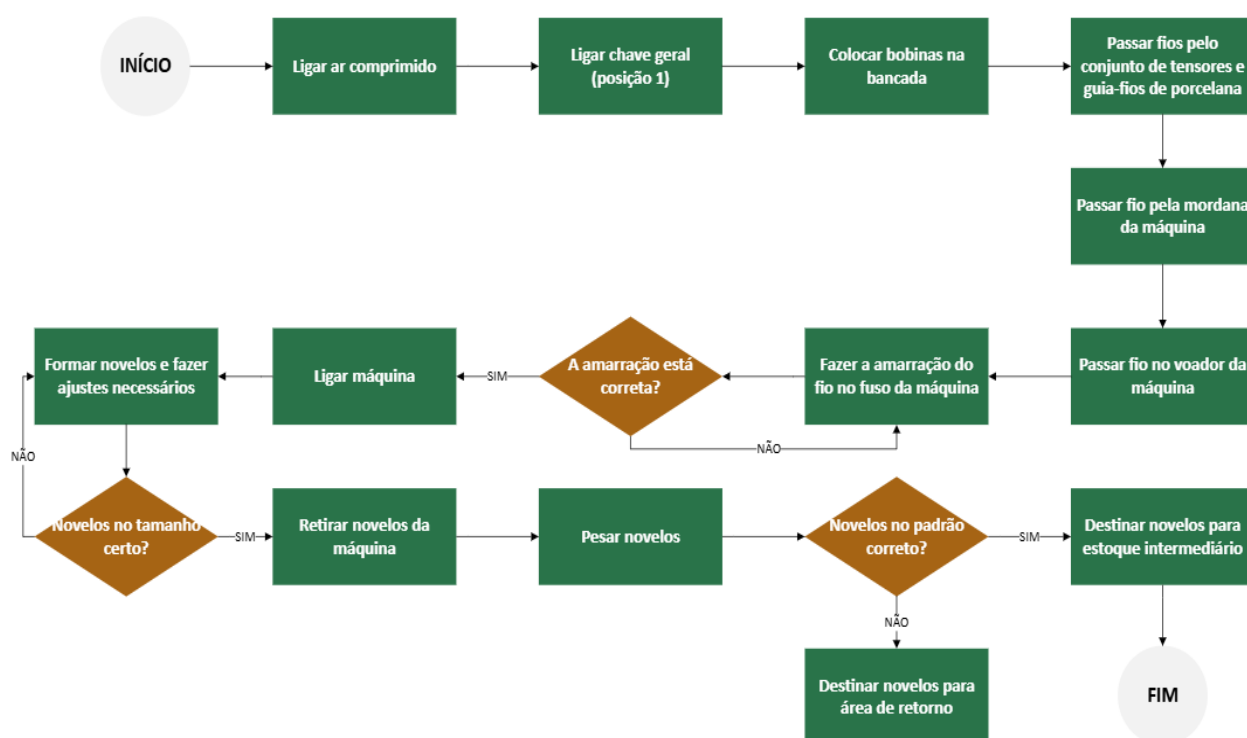 INÍCIO
Ligar ar comprimido
Ligar chave geral
(posição 1)
Colocar bobinas na
bancada
Passar fios pelo
conjunto de tensores e
guia-fios de porcelana
Passar fio pela mordana
da máquina
Passar fio no voador da
máquina
Fazer a amarração do
fio no fuso da máquina
A amarração está
correta?
NÃO
SIM
Ligar máquina
Formar novelos e fazer
ajustes necessários
NÃO
Novelos no tamanho
certo?
SIM
Retirar novelos da
máquina
Pesar novelos
Novelos no padrão
correto?
SIM
Destinar novelos para
estoque intermediário
NÃO
Destinar novelos para
área de retorno
FIM